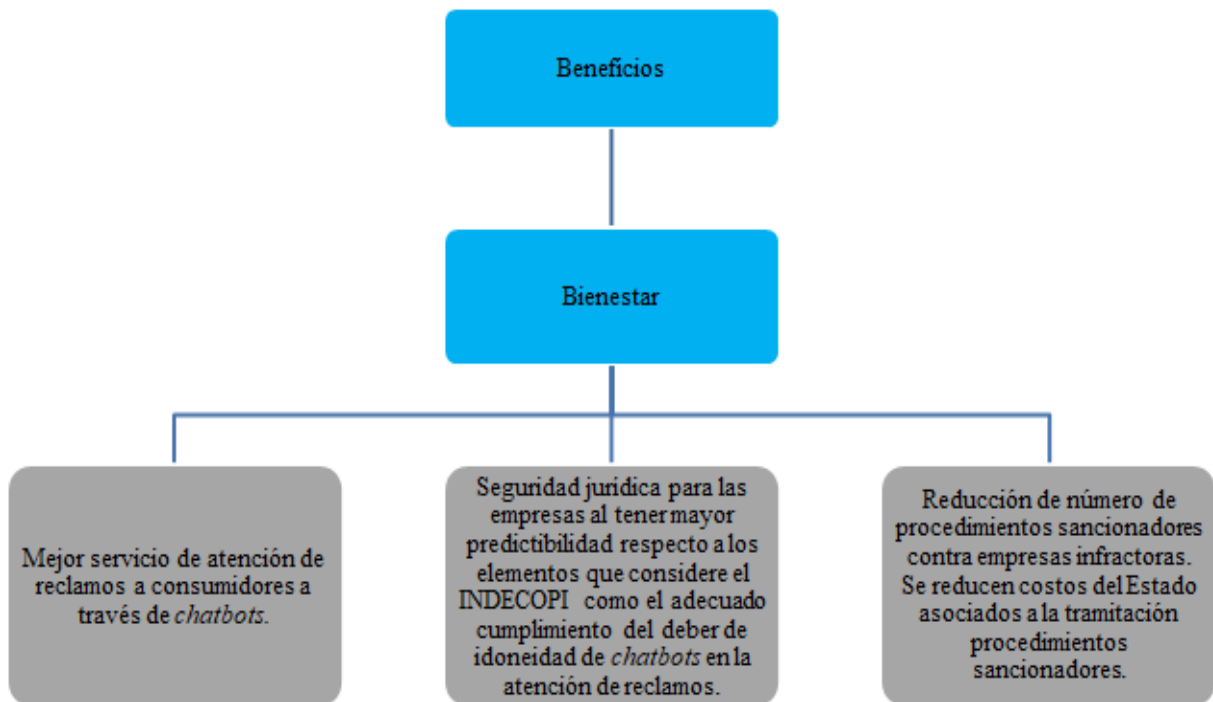 Beneficios
Bienestar
Mejor servicio de atención de
reclamos a consumidores a
través de chatbots.
Seguridad jurídica para las
empresas al tener mayor
predictibilidad respecto a los
elementos que considere el
INDECOPI como el adecuado
cumplimiento del deber de
idoneidad de chatbots en la
atención de reclamos.
Reducción de número de
procedimientos sancionadores
contra empresas infractoras.
Se reducen costos del Estado
asociados a la tramitación
procedimientos
sancionadores.